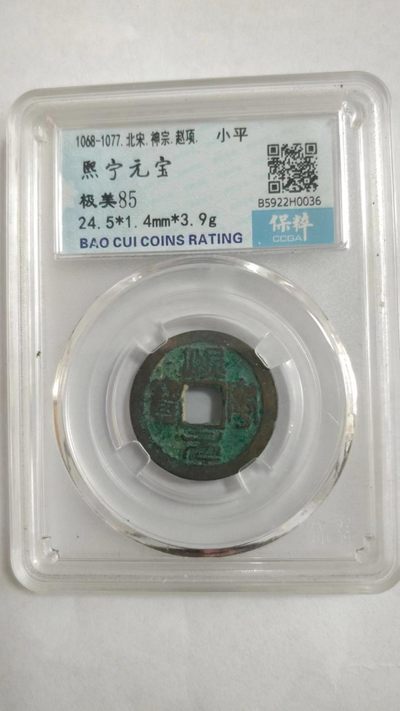 1068-1077.北宋.神宗.赵顼. 小平
熙宁元宝
极美85
24.5*1.4mm*3.9g
BAO CUI COINS RATING
B5922H0036
保粹
CCGA